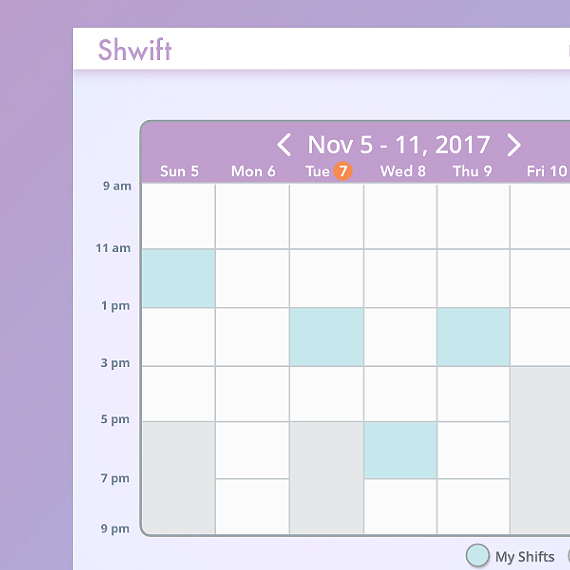 Shwift
Nov 5 - 11, 2017
Sun 5 Mon 6 Tue 7 Wed 8 Thu 9 Fri 10
9 am
11 am
1 pm
3 pm
5 pm
7 pm
9 pm
My Shifts